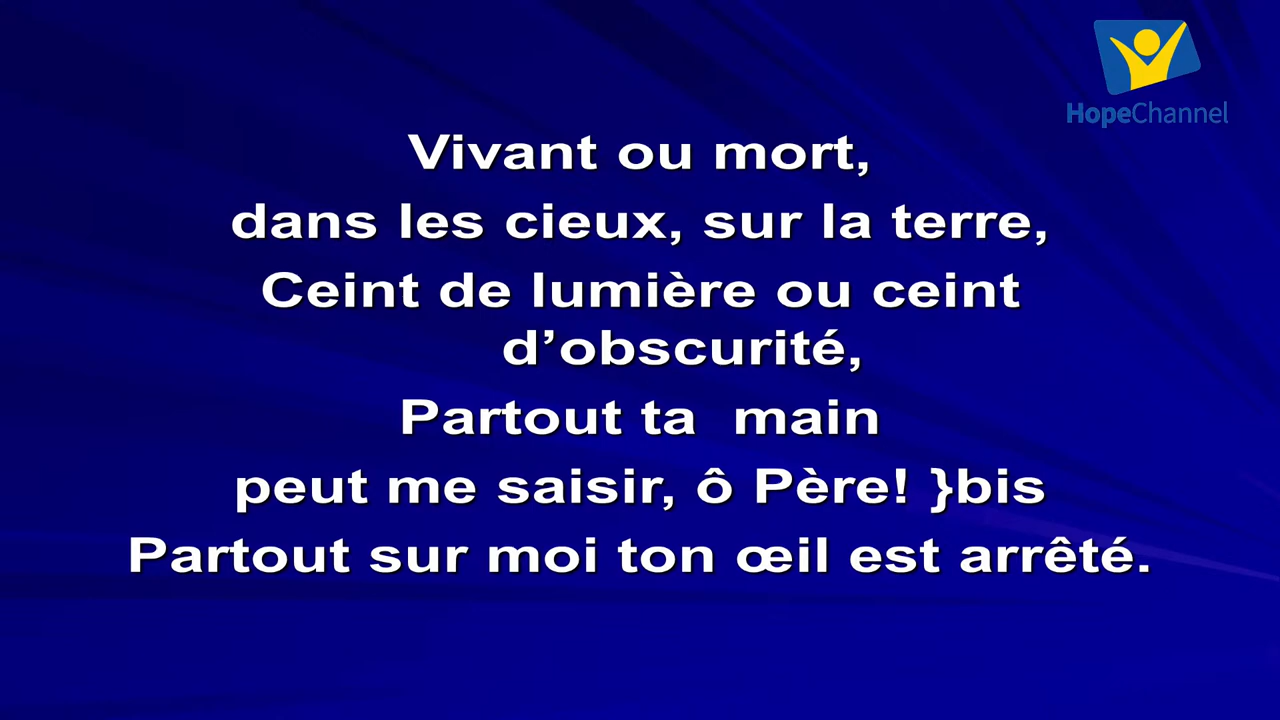 HopeChannel
Vivant ou mort,
dans les cieux, sur la terre,
Ceint de lumière ou ceint
d’obscurité,
Partout ta  main
peut me saisir, ô Père! }bis
Partout sur moi ton œil est arrêté.